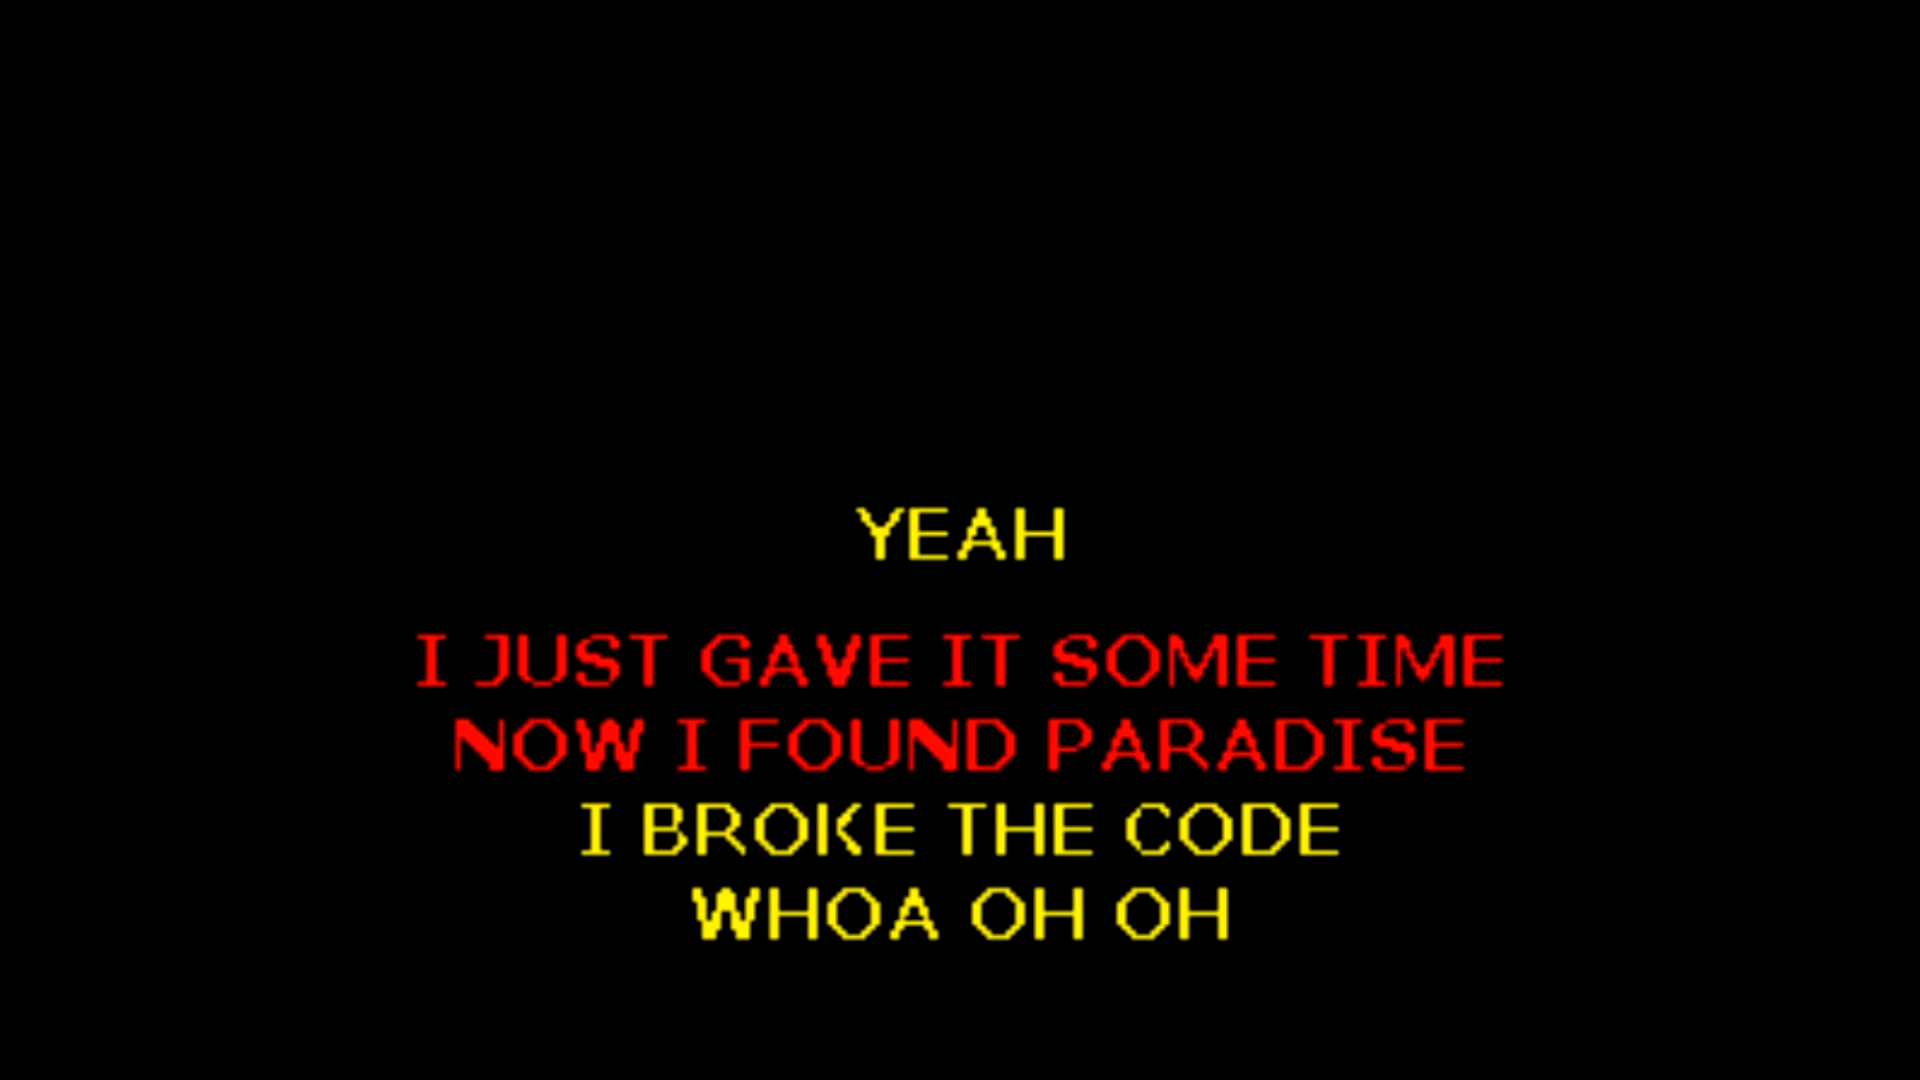 YEAH
I JUST GAVE IT SOME TIME
NOW I FOUND PARADISE
I BROKE THE CODE
WHOA OH OH